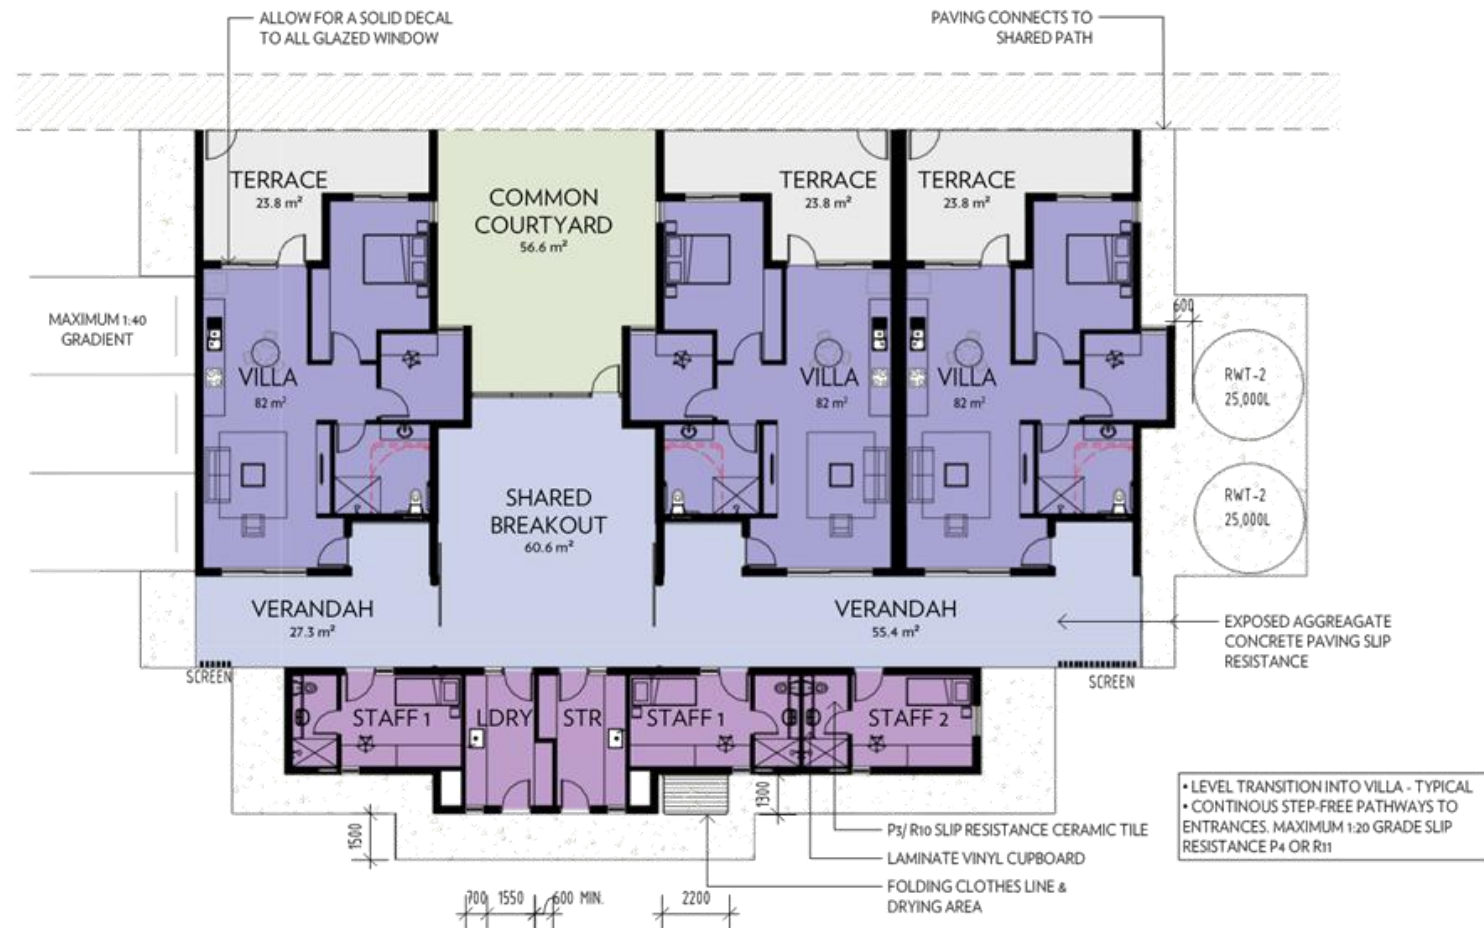 ALLOW FOR A SOLID DECAL
TO ALL GLAZED WINDOW
PAVING CONNECTS TO
SHARED PATH
TERRACE
23.8 m²
COMMON
COURTYARD
56.6 m²
TERRACE
23.8 m²
TERRACE
23.8 m²
MAXIMUM 1:40
GRADIENT
600
VILLA
82 m²
VILLA
82 m²
VILLA
82 m²
RWT-2
25,000L
SHARED
BREAKOUT
60.6 m²
RWT-2
25,000L
VERANDAH
27.3 m²
VERANDAH
55.4 m²
EXPOSED AGGREAGATE
CONCRETE PAVING SLIP
RESISTANCE
SCREEN
SCREEN
STAFF 1
LDRY
STR
STAFF 1
STAFF 2
1300
1500
• LEVEL TRANSITION INTO VILLA - TYPICAL
• CONTINOUS STEP-FREE PATHWAYS TO
ENTRANCES. MAXIMUM 1:20 GRADE SLIP
RESISTANCE P4 OR R11
P3/ R10 SLIP RESISTANCE CERAMIC TILE
LAMINATE VINYL CUPBOARD
FOLDING CLOTHES LINE &
DRYING AREA
700 1550 600 MIN. 2200